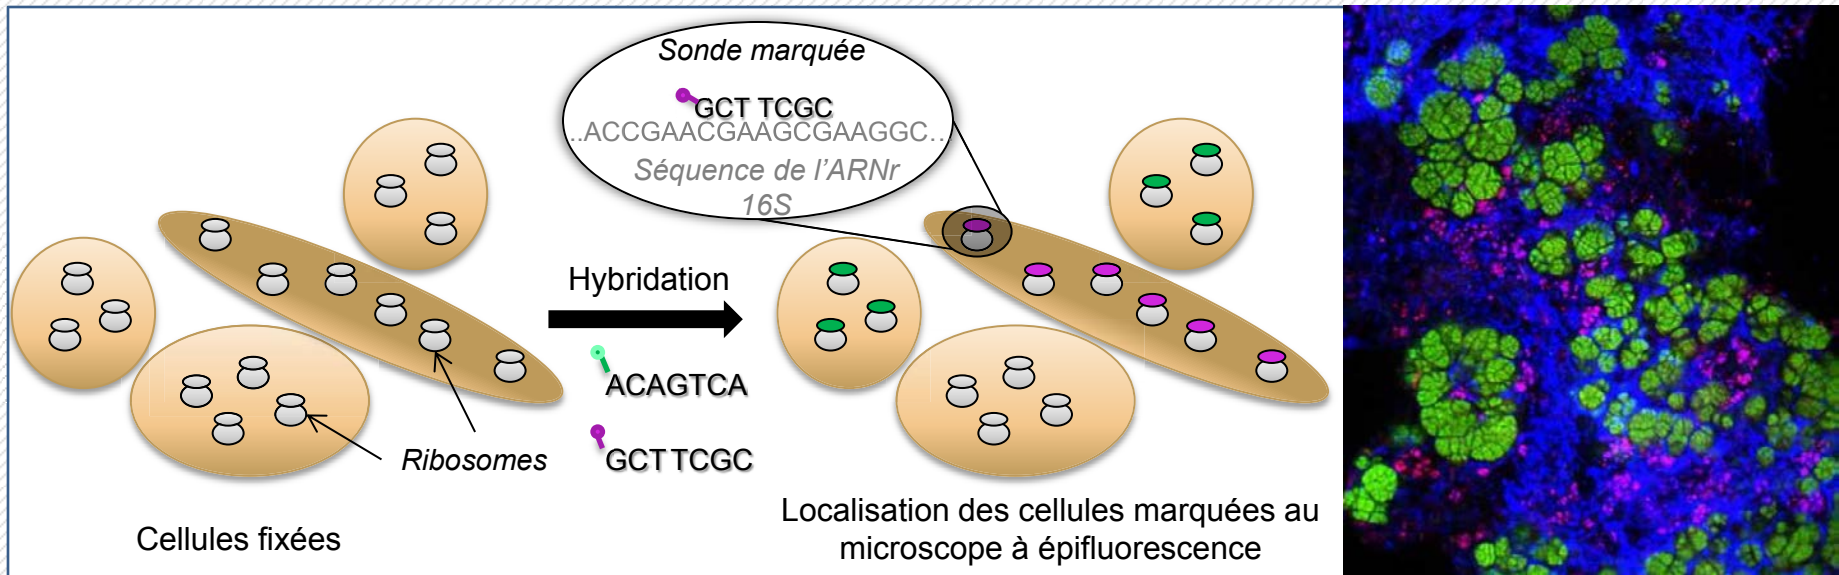 Sonde marquée
GCT TCGC
..ACCGAACGAAGCGAAGGC..
Séquence de l'ARNr
16S
Hybridation
ACAGTCA
GCT TCGC
Ribosomes
Cellules fixées
Localisation des cellules marquées au
microscope à épifluorescence